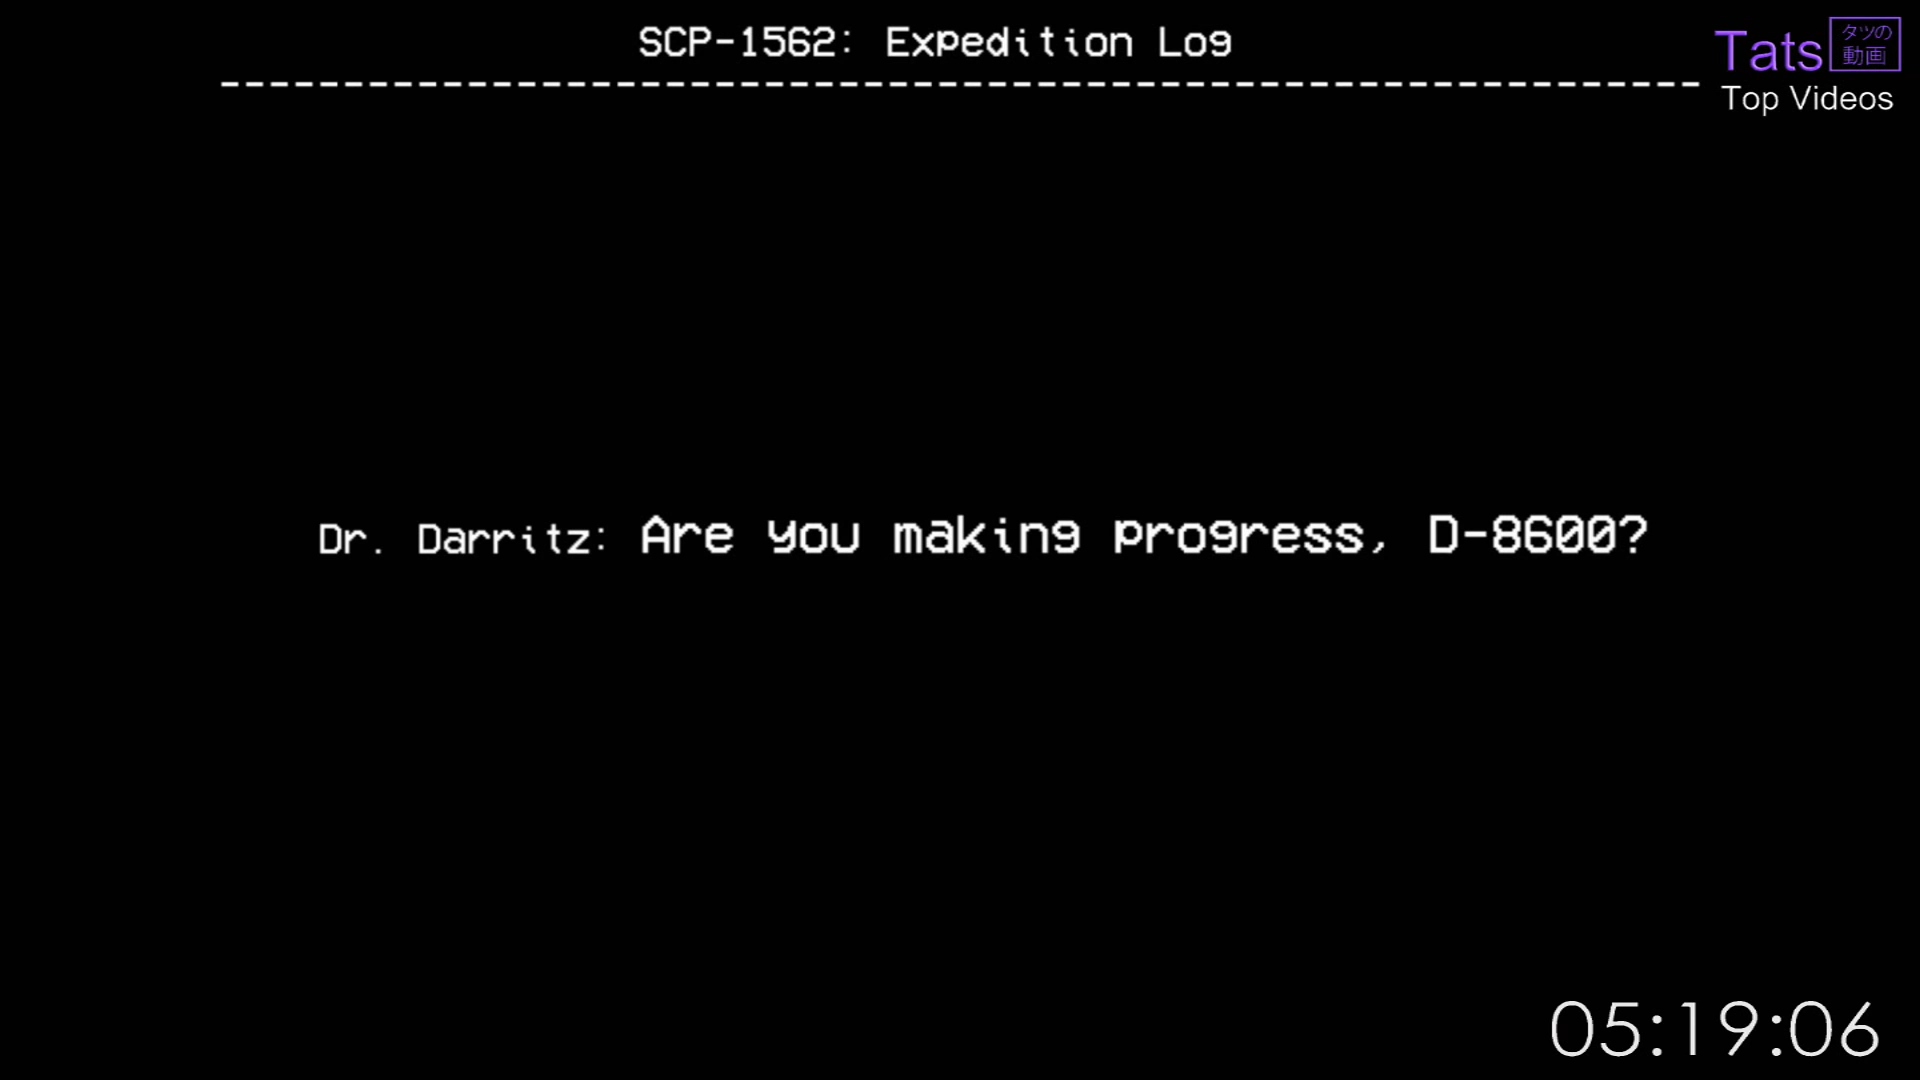 SCP-1562: Expedition Log
Tats タツの動画
Top Videos
Dr. Darritz: Are you making progress, D-8600?
05:19:06